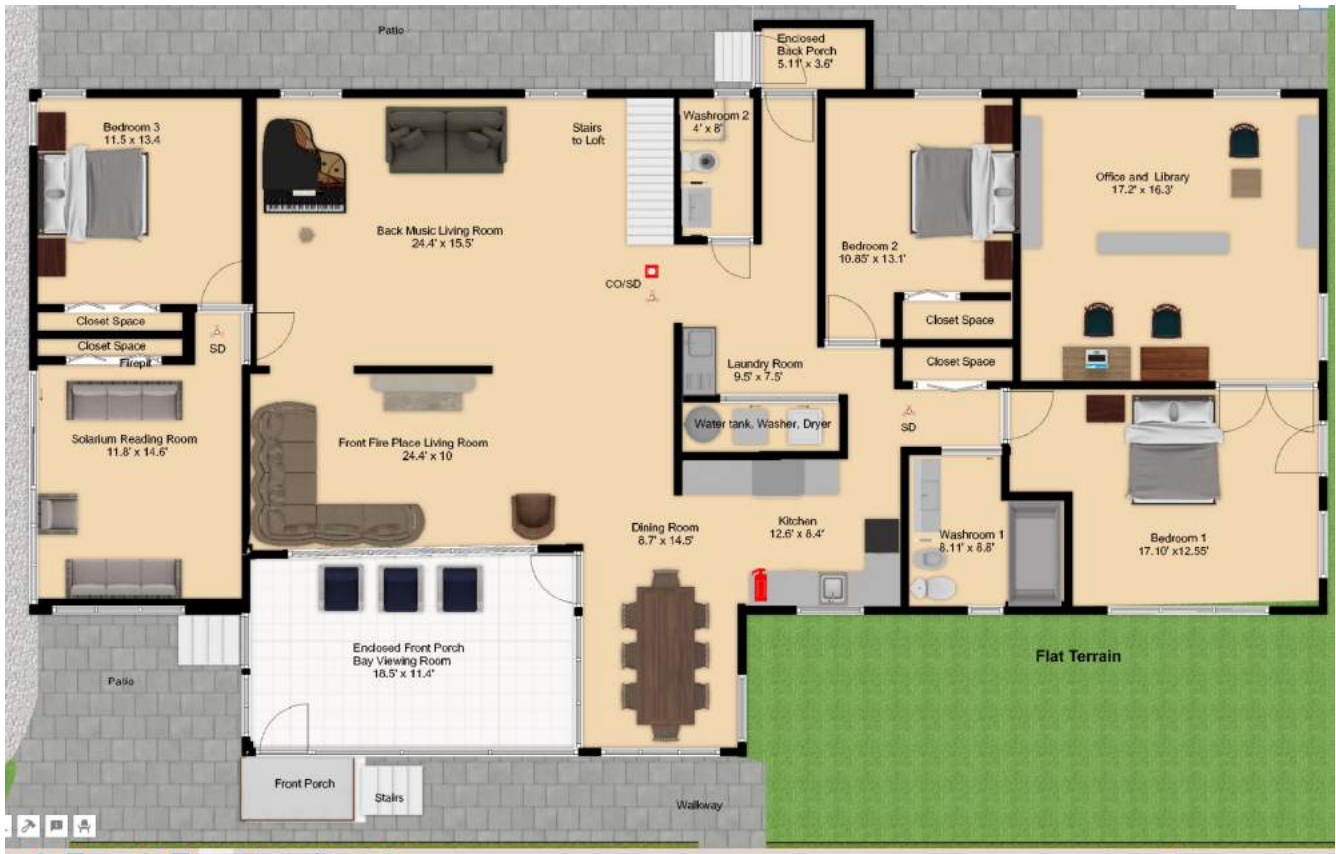 Patio
Enclosed
Back Porch
5.11' x 3.6'
Bedroom 3
11.5 x 13.4
Stairs
to Loft
Washroom 2
4' x 8'
Office and Library
17.2' x 16.3'
Back Music Living Room
24.4' x 15.5'
Bedroom 2
10.85' x 13.1'
CO/SD
Closet Space
Closet Space
Firepit
SD
Closet Space
Closet Space
Laundry Room
9.5' x 7.5'
Water tank, Washer, Dryer
SD
Solarium Reading Room
11.8' x 14.6'
Front Fire Place Living Room
24.4' x 10
Dining Room
8.7' x 14.5'
Kitchen
12.6' x 8.4'
Washroom 1
8.11' x 8.8'
Bedroom 1
17.10' x12.55'
Enclosed Front Porch
Bay Viewing Room
18.5' x 11.4'
Flat Terrain
Patio
Front Porch
Stairs
Walkway